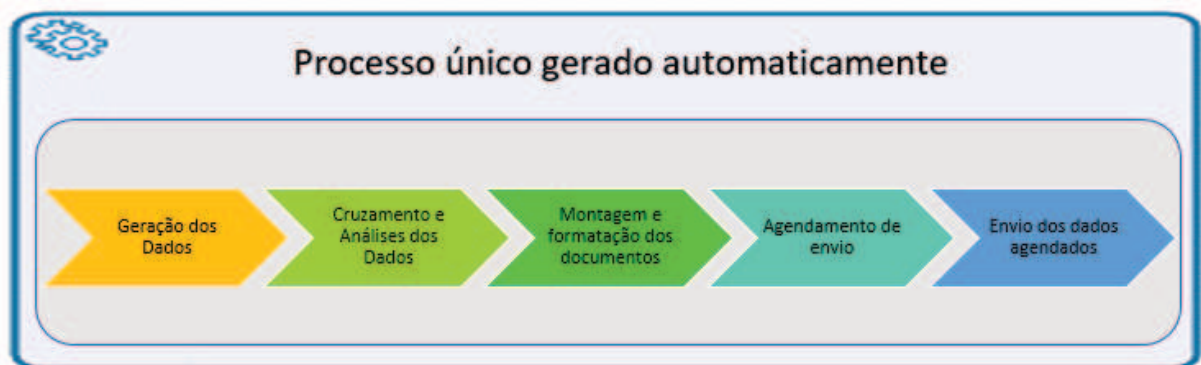 Processo único gerado automaticamente
Geração dos
Dados
Cruzamento e
Análises dos
Dados
Montagem e
formatação dos
documentos
Agendamento de
envio
Envio dos dados
agendados